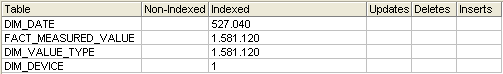 Table Non-Indexed Indexed Updates Deletes Inserts
DIM_DATE 527.040
FACT_MEASURED_VALUE 1.581.120
DIM_VALUE_TYPE 1.581.120
DIM_DEVICE 1